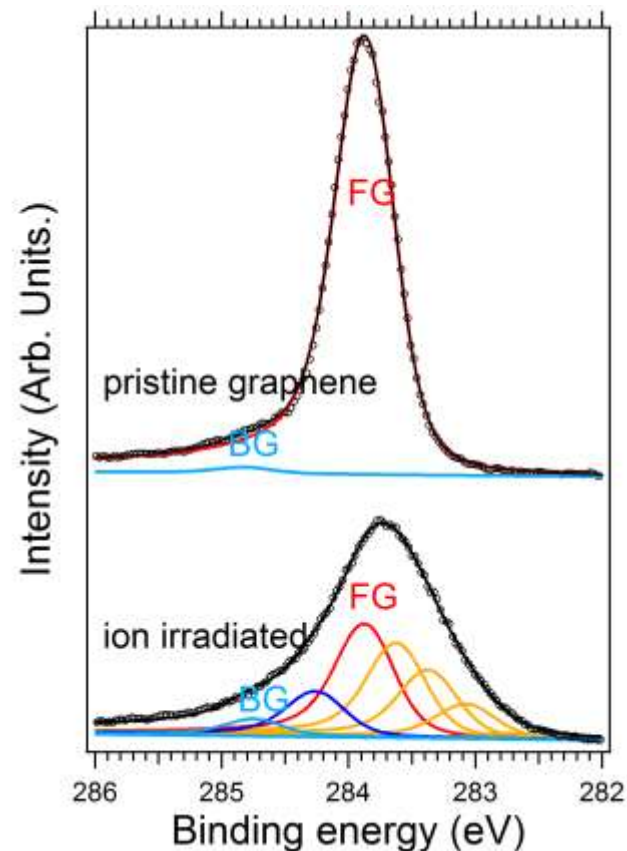 FG
pristine graphene
BG
FG
ion irradiated
BG
Intensity (Arb. Units.)
286 285 284 283 282
Binding energy (eV)